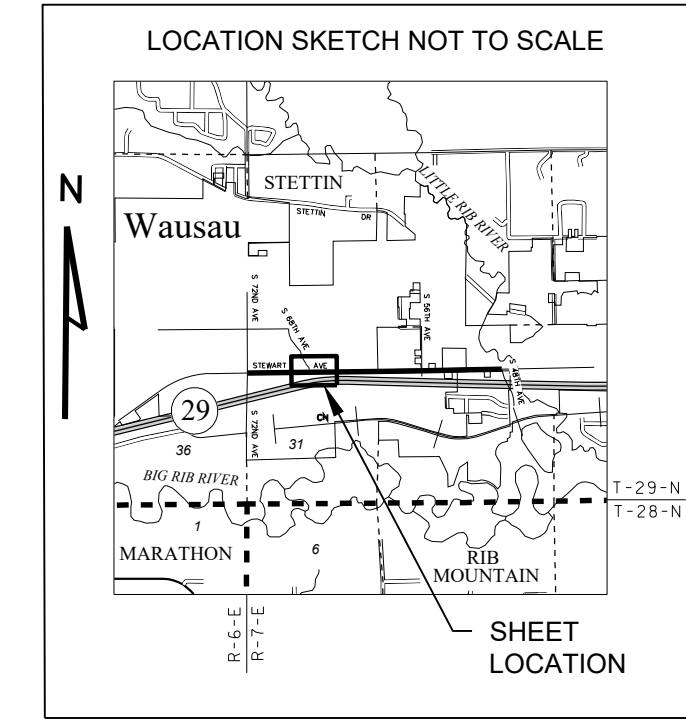 LOCATION SKETCH NOT TO SCALE
N
STETTIN
LITTLE RIB RIVER
Wausau
STETTIN DR
S 72ND AVE
S 68TH AVE
S 56TH AVE
STEWART AVE
S 48TH AVE
29
S 72ND AVE
CN
36
31
BIG RIB RIVER
T-29-N
T-28-N
1
6
MARATHON
RIB
MOUNTAIN
R-6-E
R-7-E
SHEET
LOCATION